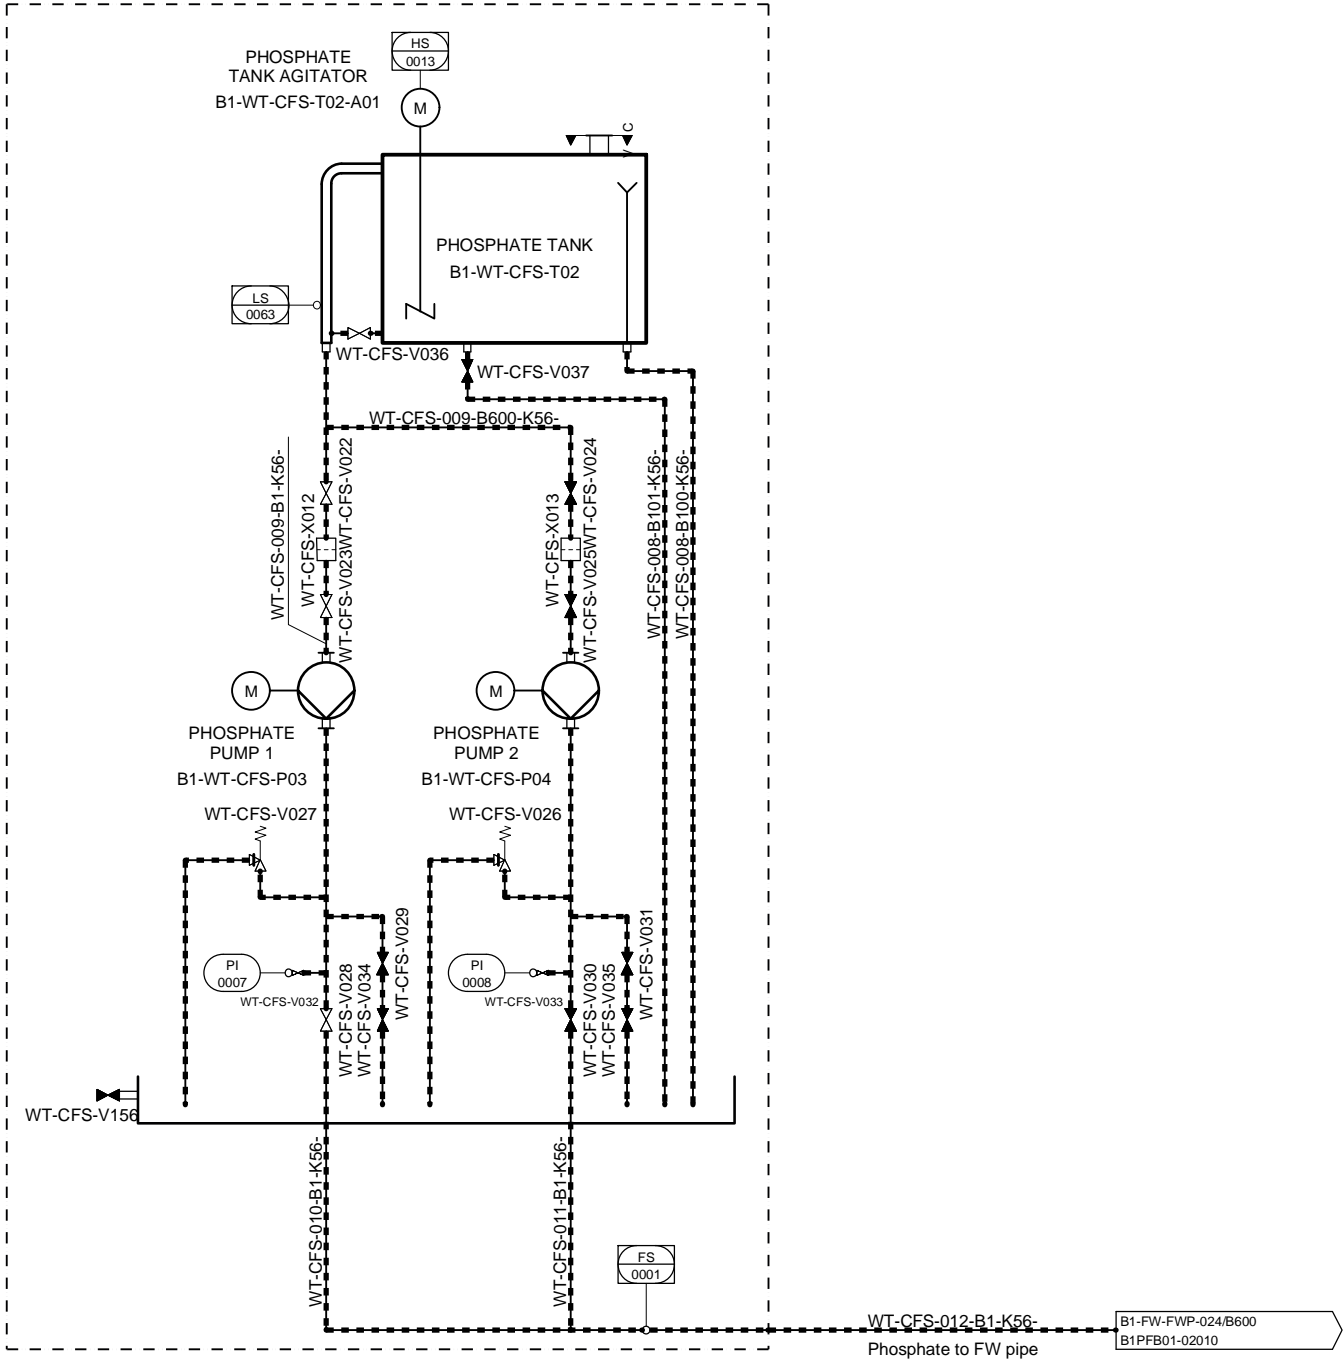 HS
0013
PHOSPHATE
TANK AGITATOR
B1-WT-CFS-T02-A01
M
V C
PHOSPHATE TANK
B1-WT-CFS-T02
LS
0063
WT-CFS-V036
WT-CFS-V037
WT-CFS-009-B600-K56-
WT-CFS-009-B1-K56-
WT-CFS-X012
WT-CFS-V023
WT-CFS-V022
WT-CFS-X013
WT-CFS-V025
WT-CFS-V024
WT-CFS-008-B101-K56-
WT-CFS-008-B100-K56-
M
M
PHOSPHATE
PUMP 1
B1-WT-CFS-P03
PHOSPHATE
PUMP 2
B1-WT-CFS-P04
WT-CFS-V027
WT-CFS-V026
PI
0007
WT-CFS-V032
WT-CFS-V028
WT-CFS-V034
WT-CFS-V029
PI
0008
WT-CFS-V033
WT-CFS-V030
WT-CFS-V035
WT-CFS-V031
WT-CFS-V156
WT-CFS-010-B1-K56-
WT-CFS-011-B1-K56-
FS
0001
WT-CFS-012-B1-K56-
Phosphate to FW pipe
B1-FW-FWP-024/B600
B1PFB01-02010